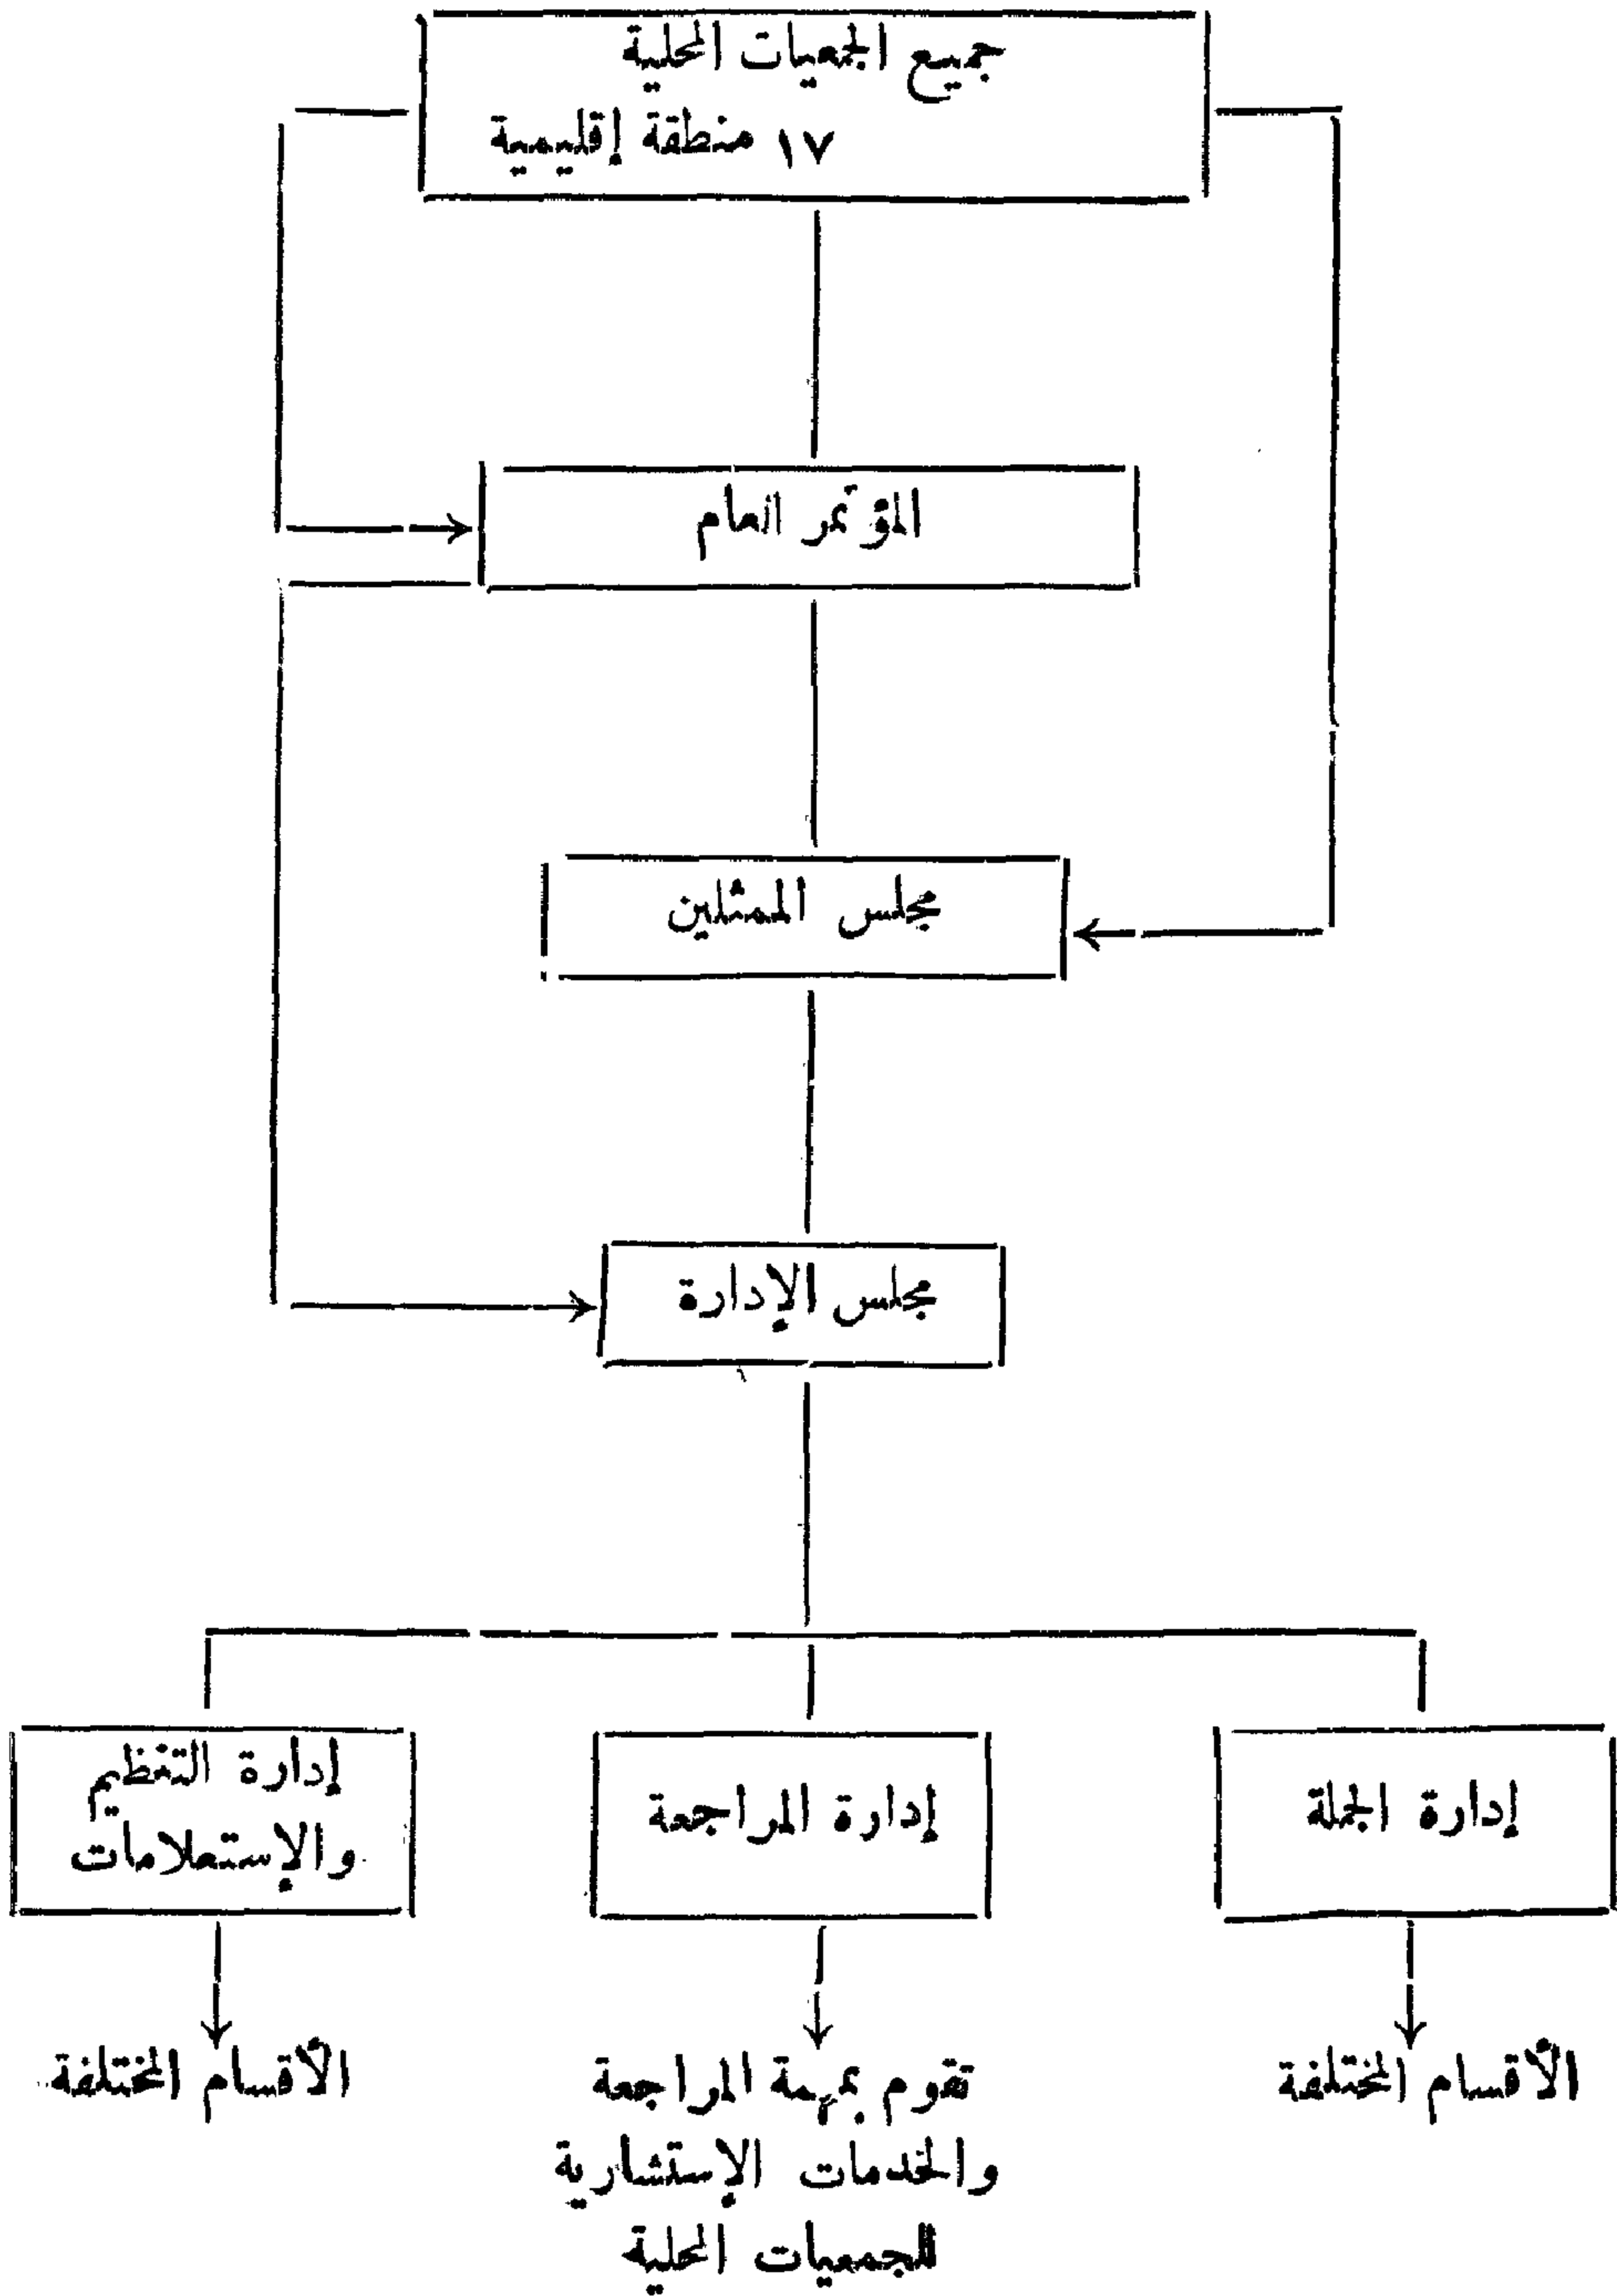 جميع الجمعيات المحلية
١٧ منطقة إقليمية
المؤتمر العام
مجلس الممثلين
مجلس الإدارة
إدارة الجملة
إدارة المراجعة
إدارة التنظيم
والإستعلامات
الأقسام المختلفة
تقوم بمهمة المراجعة
والخدمات الإستشارية
للجمعيات المحلية
الأقسام المختلفة